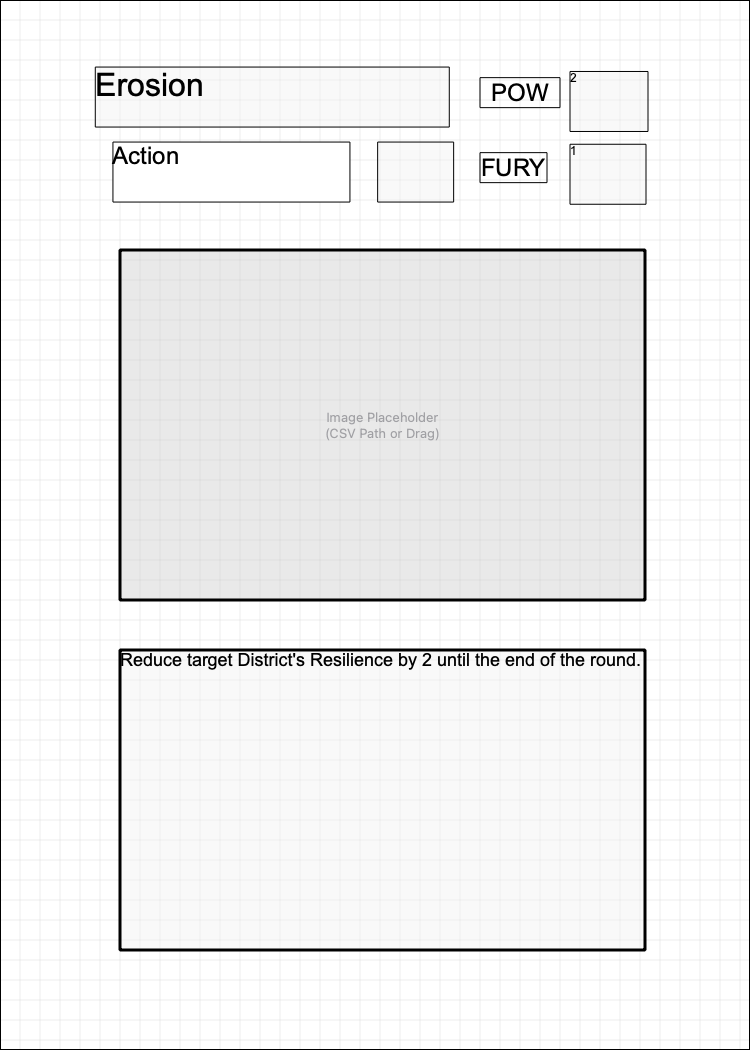 Erosion
POW
2
Action
FURY
1
Image Placeholder
(CSV Path or Drag)
Reduce target District's Resilience by 2 until the end of the round.